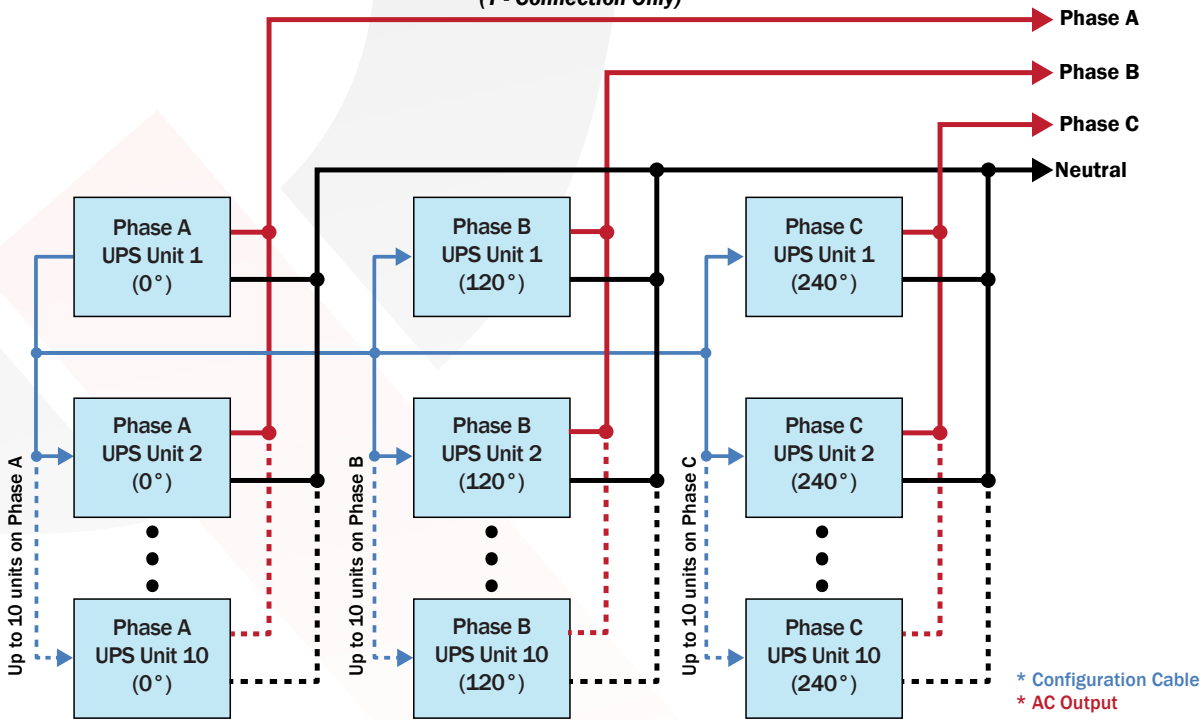 (Y - Connection Only)
Phase A
Phase B
Phase C
Neutral
Phase A
UPS Unit 1
(0°)
Phase B
UPS Unit 1
(120°)
Phase C
UPS Unit 1
(240°)
Phase A
UPS Unit 2
(0°)
Phase B
UPS Unit 2
(120°)
Phase C
UPS Unit 2
(240°)
Up to 10 units on Phase A
Up to 10 units on Phase B
Up to 10 units on Phase C
Phase A
UPS Unit 10
(0°)
Phase B
UPS Unit 10
(120°)
Phase C
UPS Unit 10
(240°)
* Configuration Cable
* AC Output